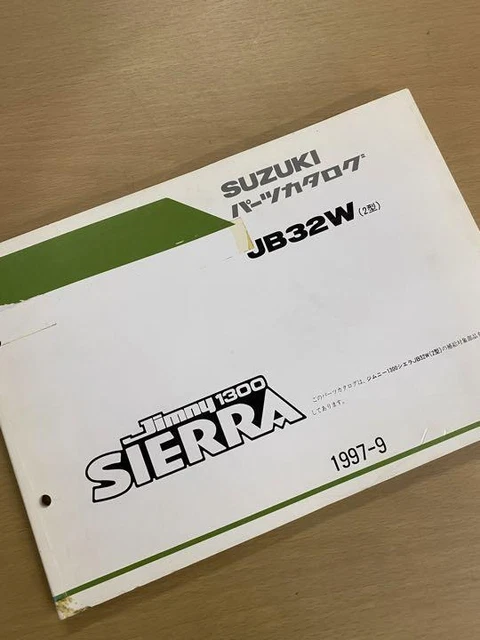 SUZUKI
パーツカタログ
JB32W(2型)
Jimny 1300
SIERRA
このパーツカタログは、ジムニー1300シエラJB32W(2型)の補給対象部品を
してあります。
1997-9